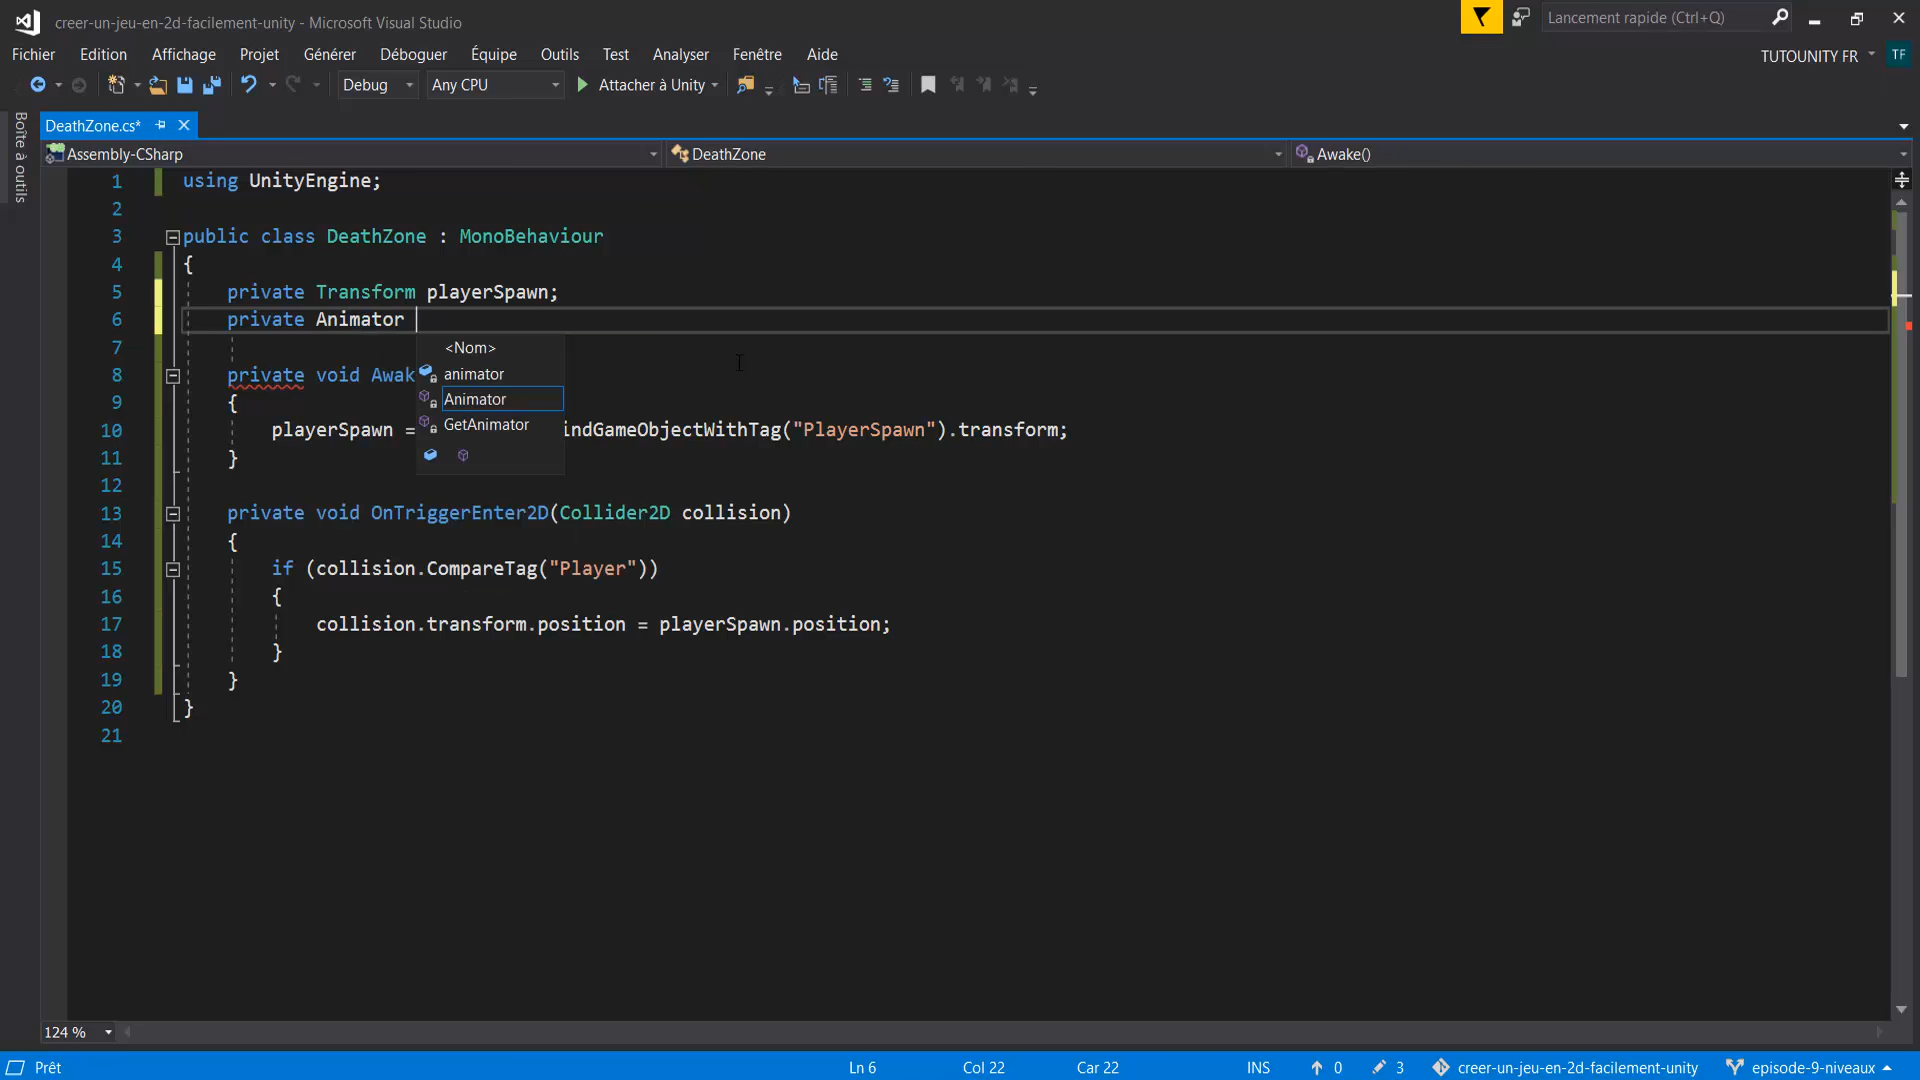 creer-un-jeu-en-2d-facilement-unity - Microsoft Visual Studio
Lancement rapide (Ctrl+Q)
Fichier Edition Affichage Projet Générer Déboguer Équipe Outils Test Analyser Fenêtre Aide
TUTOUNITY FR TF
Debug Any CPU Attacher à Unity
Boîte à outils
DeathZone.cs*
Assembly-CSharp DeathZone Awake()
1 using UnityEngine;
2
3 public class DeathZone : MonoBehaviour
4 {
5 private Transform playerSpawn;
6 private Animator
7 <Nom>
animator
8 private void Awak
Animator
9 {
GetAnimator
10 playerSpawn = indGameObjectWithTag("PlayerSpawn").transform;
11 }
12
13 private void OnTriggerEnter2D(Collider2D collision)
14 {
15 if (collision.CompareTag("Player"))
16 {
17 collision.transform.position = playerSpawn.position;
18 }
19 }
20 }
21
124 %
Prêt Ln 6 Col 22 Car 22 INS 0 3 creer-un-jeu-en-2d-facilement-unity episode-9-niveaux